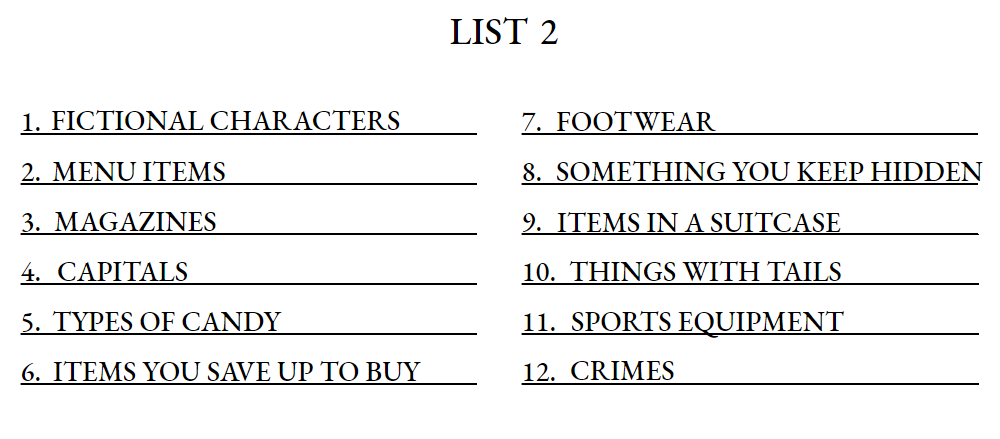 LIST 2
1. FICTIONAL CHARACTERS
2. MENU ITEMS
3. MAGAZINES
4. CAPITALS
5. TYPES OF CANDY
6. ITEMS YOU SAVE UP TO BUY
7. FOOTWEAR
8. SOMETHING YOU KEEP HIDDEN
9. ITEMS IN A SUITCASE
10. THINGS WITH TAILS
11. SPORTS EQUIPMENT
12. CRIMES